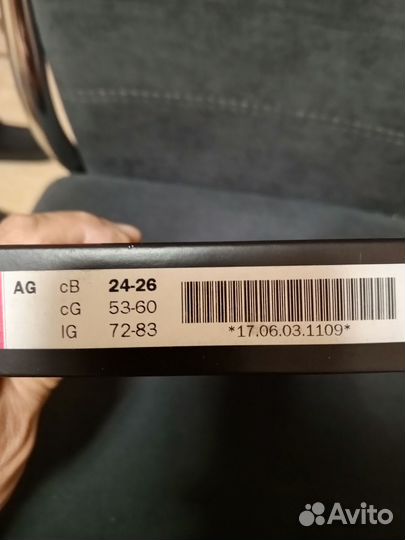 AG cB 24-26
cG 53-60
IG 72-83
*17.06.03.1109*
Avito